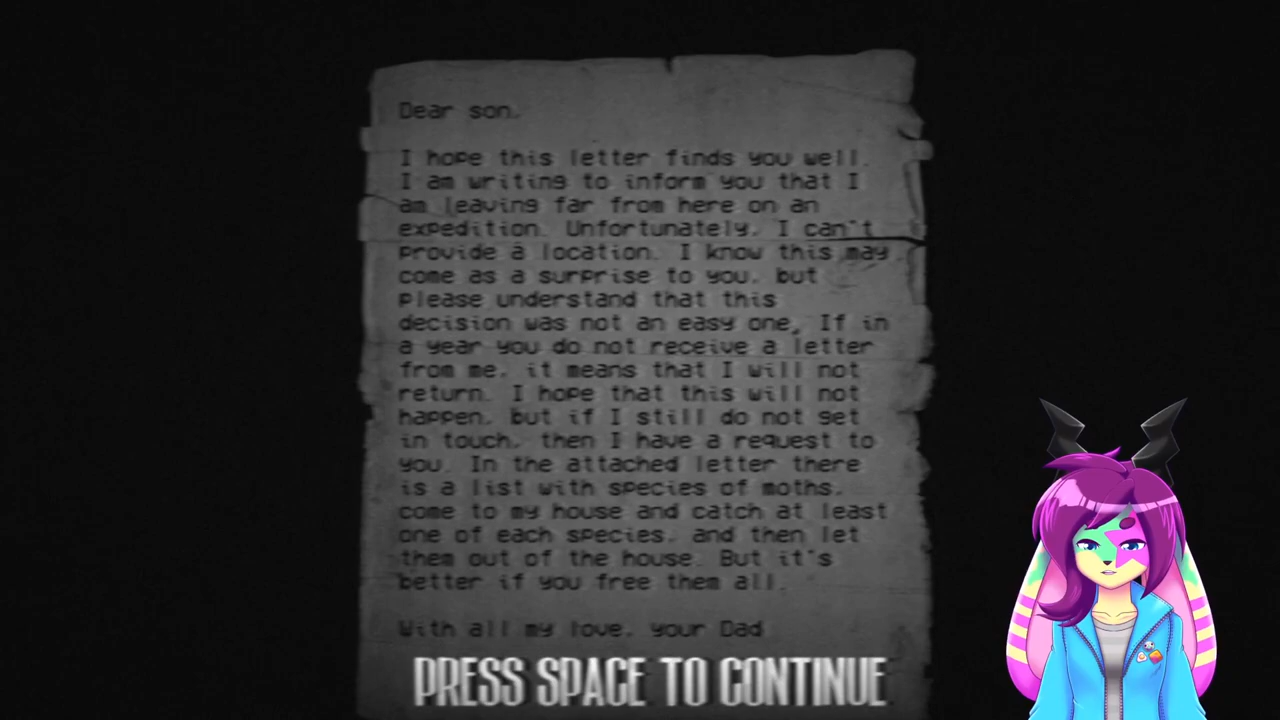 Dear son.
I hope this letter finds you well.
I am writing to inform you that I
am leaving far from here on an
expedition. Unfortunately, I can't
provide a location. I know this may
come as a surprise to you, but
please understand that this
decision was not an easy one, If in
a year you do not receive a letter
from me, it means that I will not
return. I hope that this will not
happen, but if I still do not get
in touch, then I have a request to
you. In the attached letter there
is a list with species of moths,
come to my house and catch at least
one of each species, and then let
them out of the house. But it's
better if you free them all.
With all my love, your Dad
PRESS SPACE TO CONTINUE